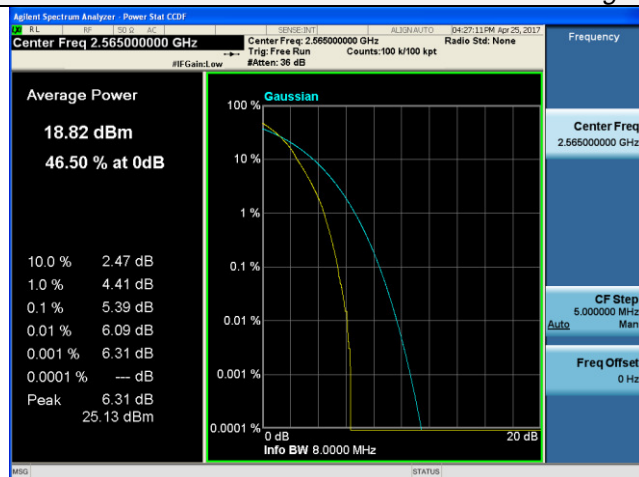 Agilent Spectrum Analyzer - Power Stat CCDF
RL RF 50 Ω AC SENSE:INT ALIGN AUTO 04:27:11 PM Apr 25, 2017
Center Freq 2.565000000 GHz
Center Freq: 2.565000000 GHz Radio Std: None
Trig: Free Run Counts:100 k/100 kpt
#IFGain:Low #Atten: 36 dB
Frequency
Average Power
18.82 dBm
46.50 % at 0dB
10.0 % 2.47 dB
1.0 % 4.41 dB
0.1 % 5.39 dB
0.01 % 6.09 dB
0.001 % 6.31 dB
0.0001 % --- dB
Peak 6.31 dB
25.13 dBm
Gaussian
100 %
10 %
1 %
0.1 %
0.01 %
0.001 %
0.0001 %
0 dB 20 dB
Info BW 8.0000 MHz
Center Freq
2.565000000 GHz
CF Step
5.000000 MHz
Auto Man
Freq Offset
0 Hz
MSG STATUS